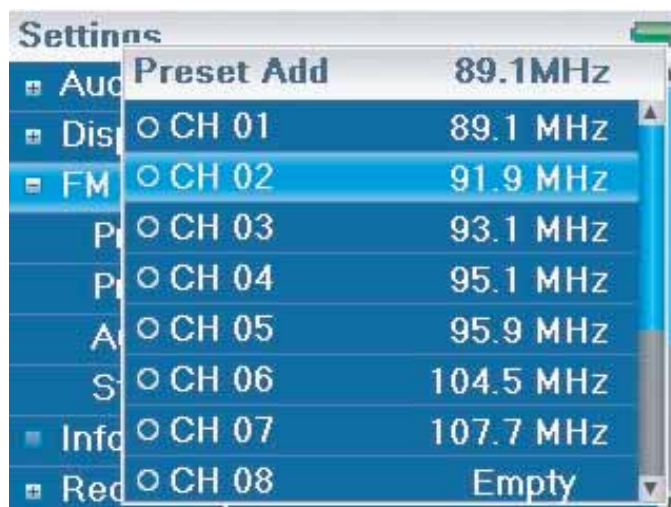 Settings
Preset Add 89.1MHz
CH 01 89.1 MHz
CH 02 91.9 MHz
FM
CH 03 93.1 MHz
CH 04 95.1 MHz
CH 05 95.9 MHz
CH 06 104.5 MHz
CH 07 107.7 MHz
CH 08 Empty